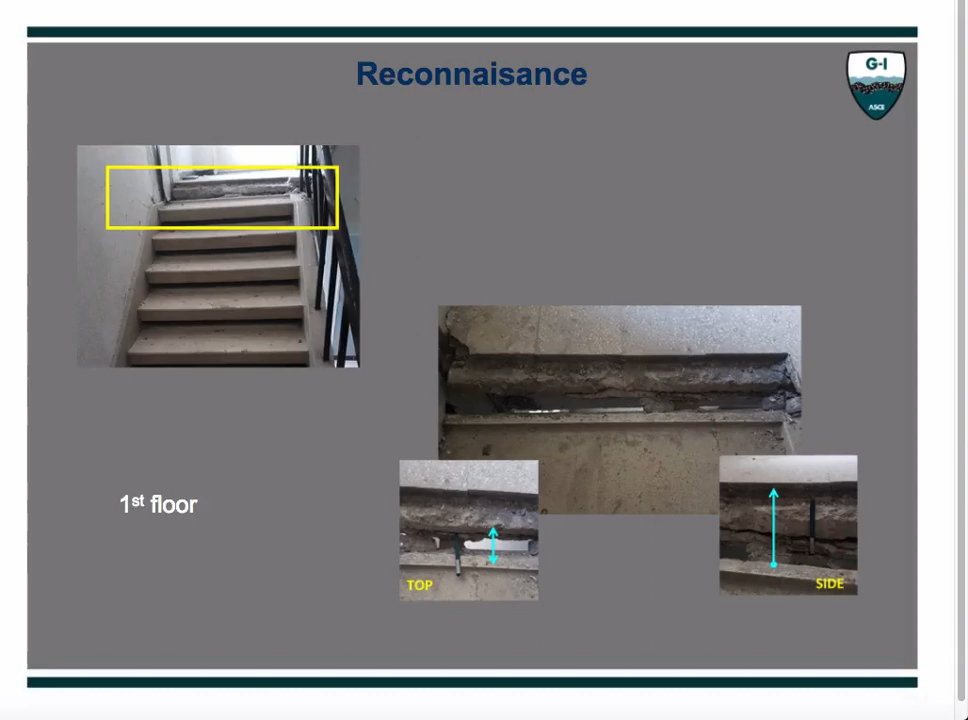 Reconnaisance
G-I
ASCE
1st floor
TOP
SIDE